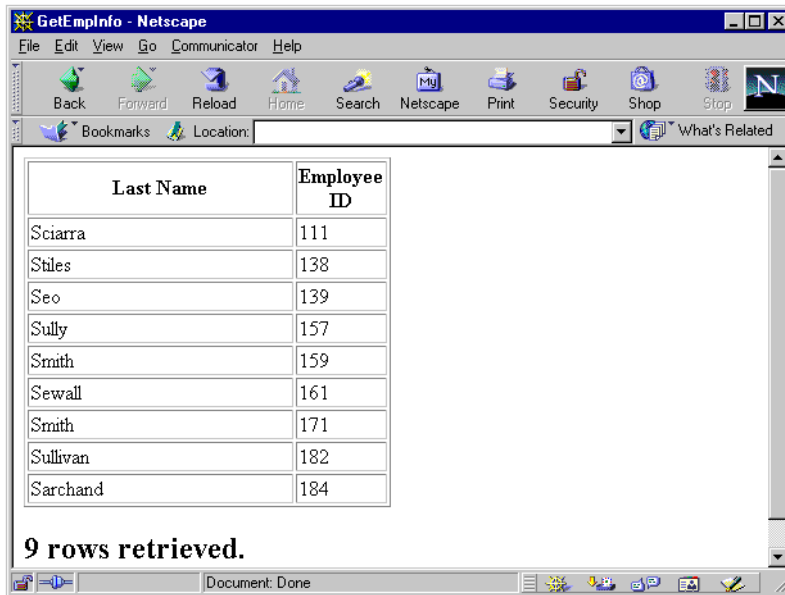 GetEmpInfo - Netscape
File Edit View Go Communicator Help
Back Forward Reload Home Search Netscape Print Security Shop Stop N
My
Bookmarks Location: What's Related
Last Name Employee ID
Sciarra 111
Stiles 138
Seo 139
Sully 157
Smith 159
Sewall 161
Smith 171
Sullivan 182
Sarchand 184
9 rows retrieved.
Document: Done